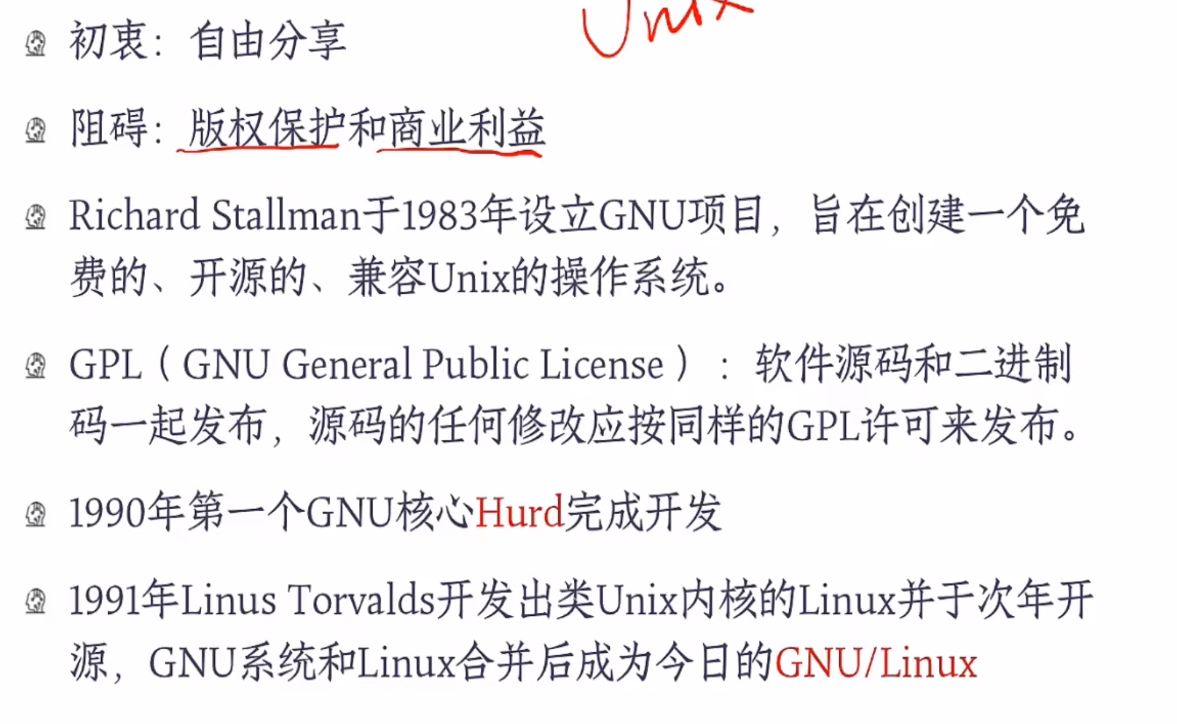 Unix
初衷：自由分享
阻碍：版权保护和商业利益
Richard Stallman于1983年设立GNU项目，旨在创建一个免
费的、开源的、兼容Unix的操作系统。
GPL（GNU General Public License）：软件源码和二进制
码一起发布，源码的任何修改应按同样的GPL许可来发布。
1990年第一个GNU核心Hurd完成开发
1991年Linus Torvalds开发出类Unix内核的Linux并于次年开
源，GNU系统和Linux合并后成为今日的GNU/Linux